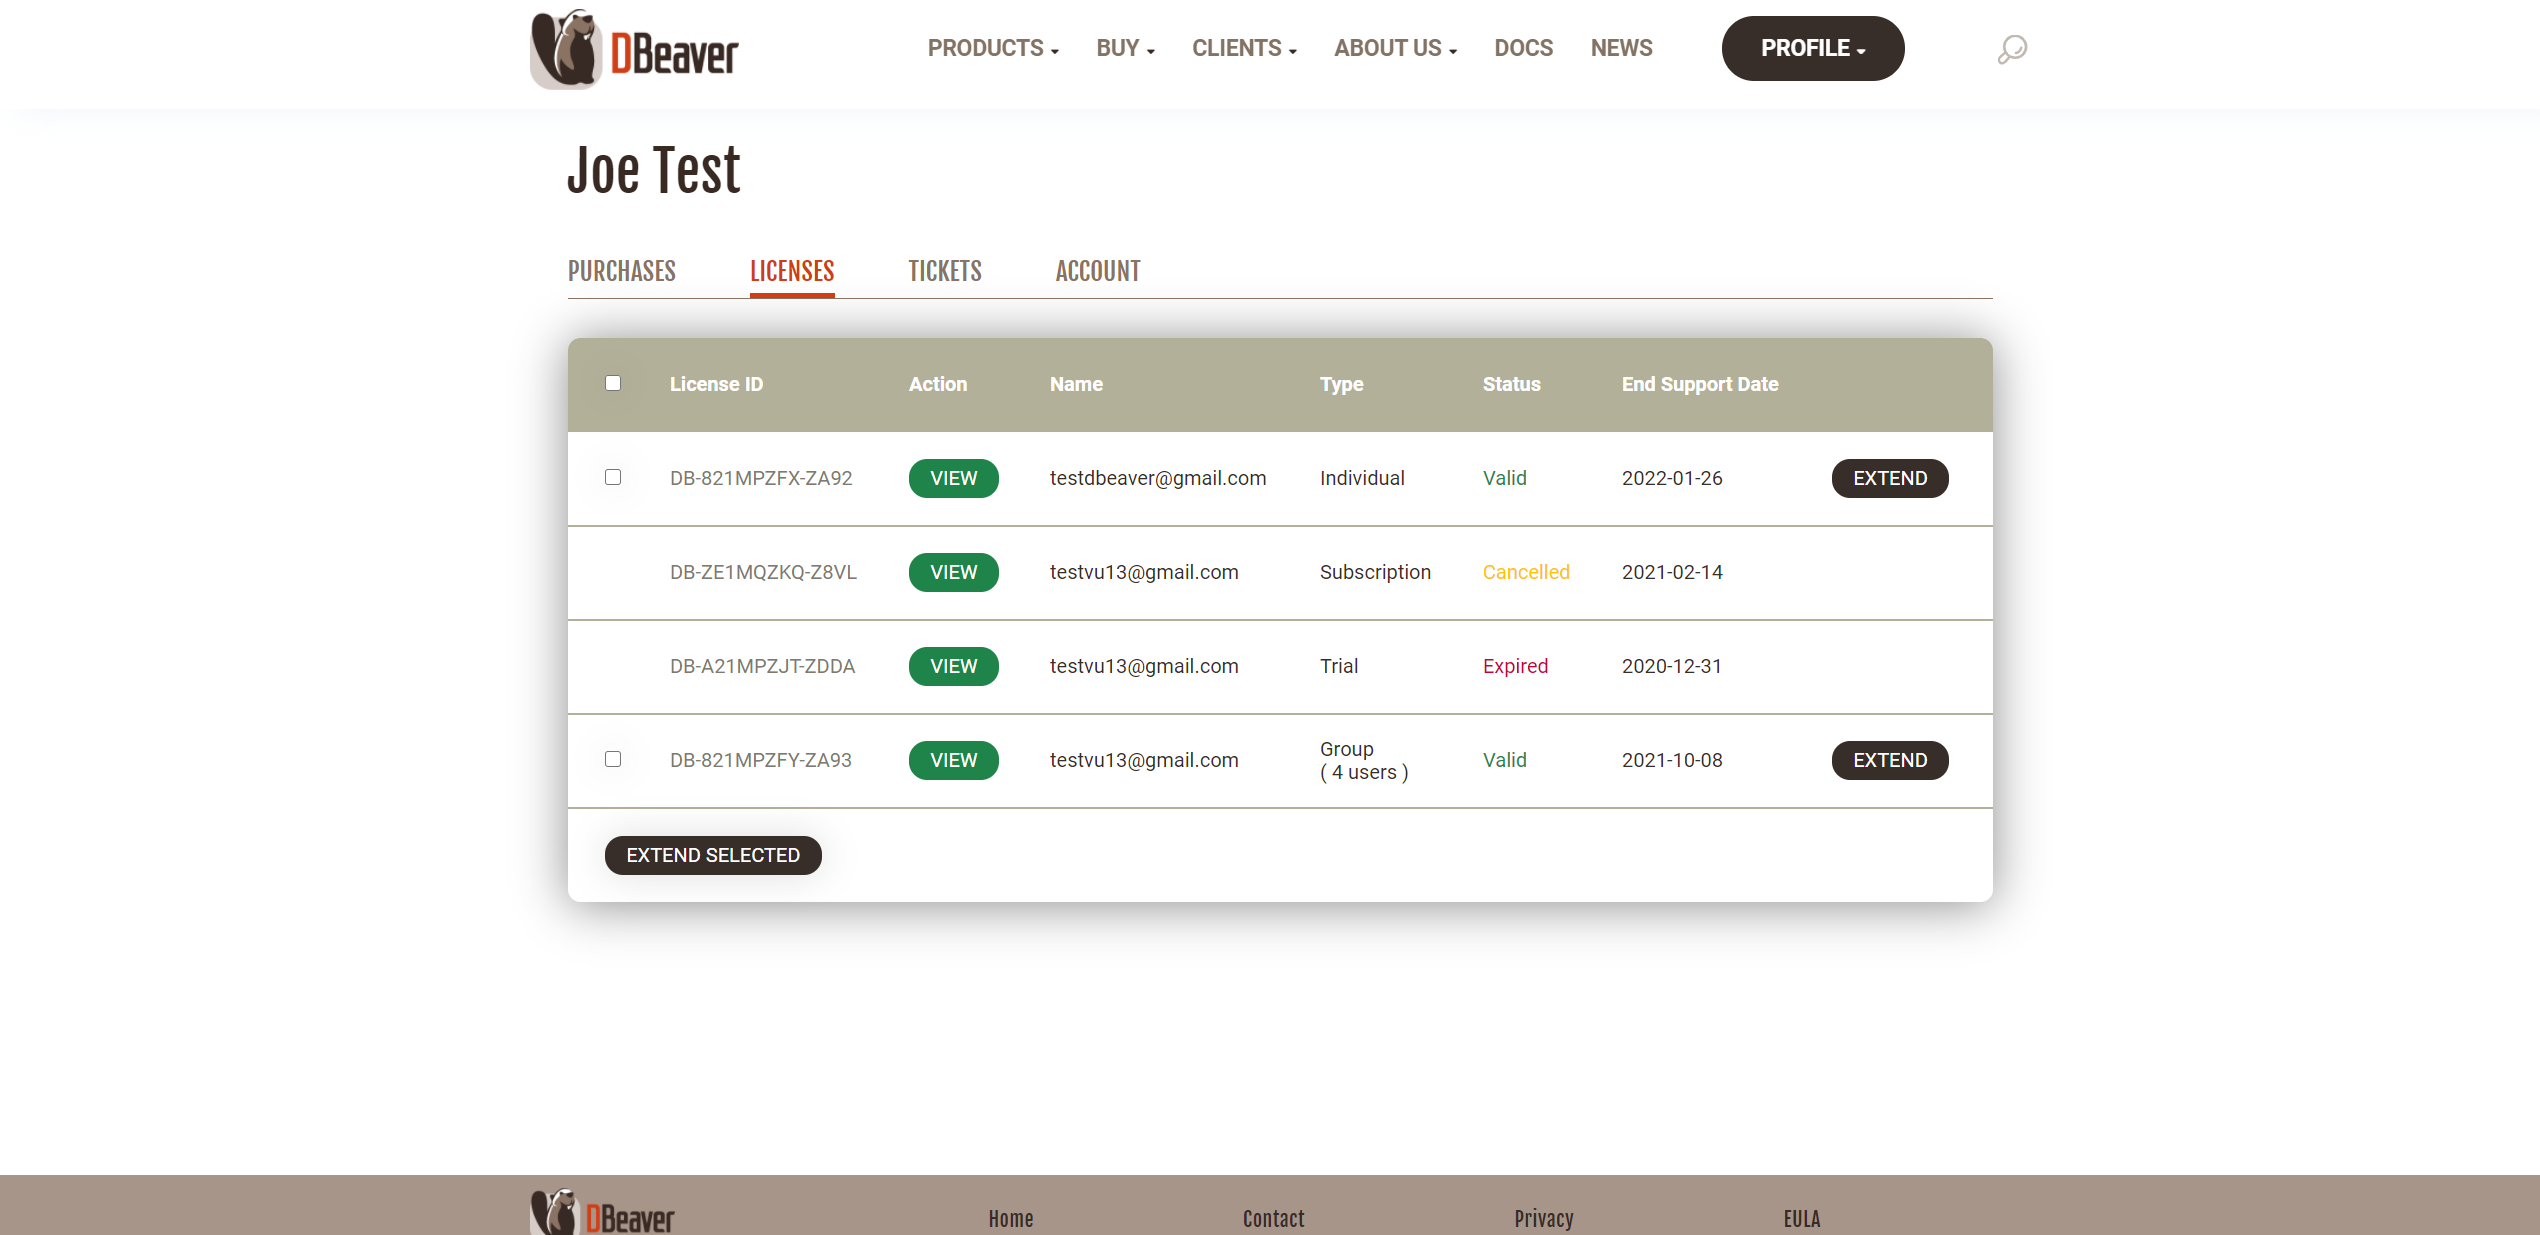 DBeaver
PRODUCTS BUY CLIENTS ABOUT US DOCS NEWS PROFILE
Joe Test
PURCHASES LICENSES TICKETS ACCOUNT
License ID Action Name Type Status End Support Date
DB-821MPZFX-ZA92 VIEW testdbeaver@gmail.com Individual Valid 2022-01-26 EXTEND
DB-ZE1MQZKQ-Z8VL VIEW testvu13@gmail.com Subscription Cancelled 2021-02-14
DB-A21MPZJT-ZDDA VIEW testvu13@gmail.com Trial Expired 2020-12-31
DB-821MPZFY-ZA93 VIEW testvu13@gmail.com Group
( 4 users ) Valid 2021-10-08 EXTEND
EXTEND SELECTED
DBeaver Home Contact Privacy EULA